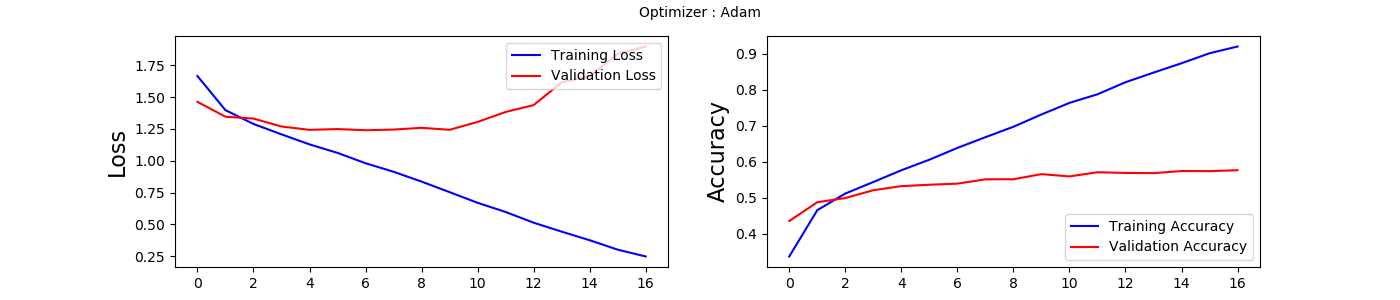 Optimizer : Adam
Loss
1.75
1.50
1.25
1.00
0.75
0.50
0.25
0 2 4 6 8 10 12 14 16
Training Loss
Validation Loss
Accuracy
0.9
0.8
0.7
0.6
0.5
0.4
0 2 4 6 8 10 12 14 16
Training Accuracy
Validation Accuracy